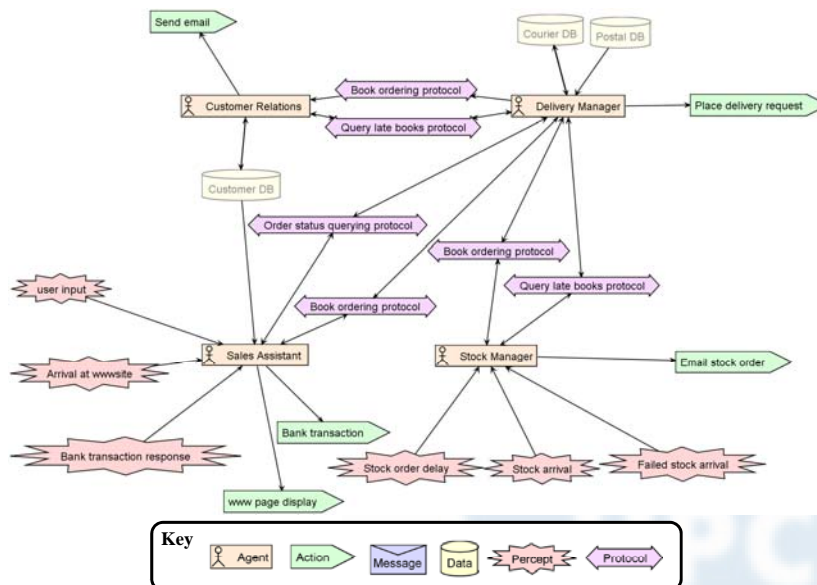 Send email
Courier DB
Postal DB
Book ordering protocol
Customer Relations
Delivery Manager
Place delivery request
Query late books protocol
Customer DB
Order status querying protocol
Book ordering protocol
user input
Query late books protocol
Book ordering protocol
Sales Assistant
Stock Manager
Email stock order
Arrival at wwwsite
Bank transaction
Bank transaction response
Stock order delay
Stock arrival
Failed stock arrival
www page display
Key
Agent
Action
Message
Data
Percept
Protocol
PC